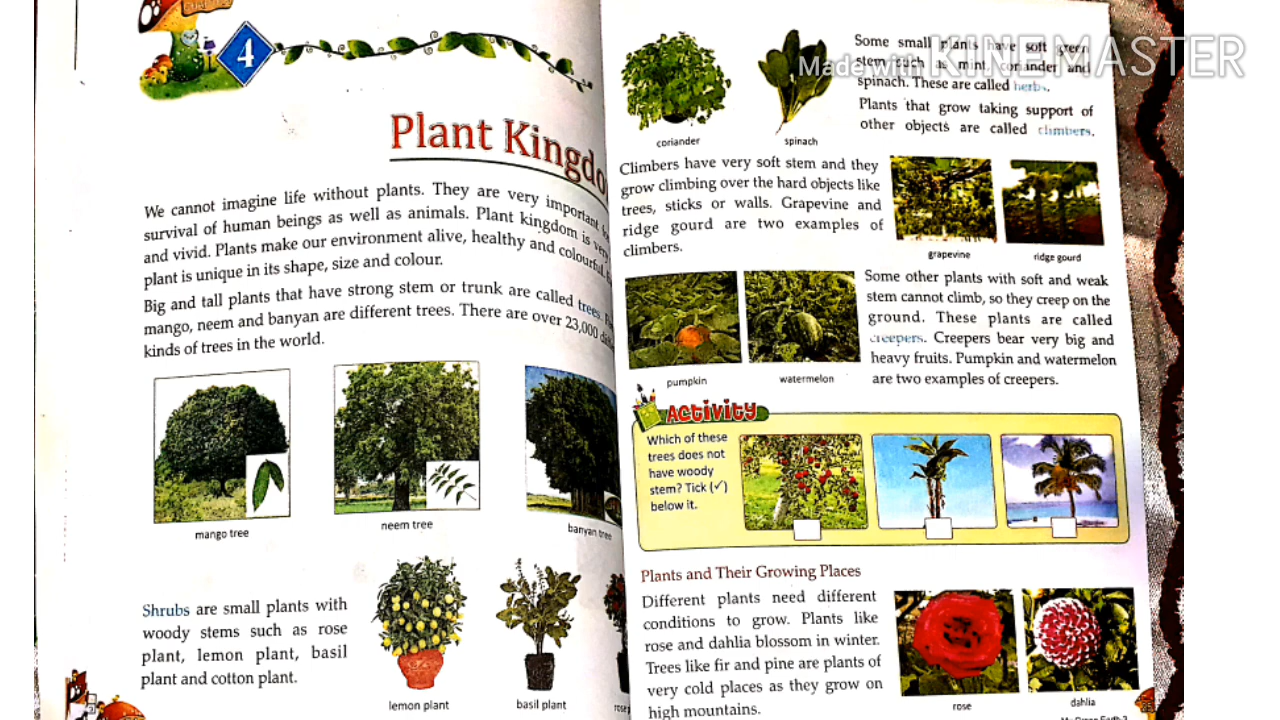 4
Plant Kingdo
We cannot imagine life without plants. They are very important
survival of human beings as well as animals. Plant kingdom is very
and vivid. Plants make our environment alive, healthy and colourful.
plant is unique in its shape, size and colour.
Big and tall plants that have strong stem or trunk are called trees.
mango, neem and banyan are different trees. There are over 23,000
kinds of trees in the world.
mango tree
neem tree
banyan tree
Shrubs are small plants with
woody stems such as rose
plant, lemon plant, basil
plant and cotton plant.
lemon plant
basil plant
rose
coriander
spinach
Some small plants have soft green
stem such as mint, coriander and
spinach. These are called herbs.
Plants that grow taking support of
other objects are called climbers.
Climbers have very soft stem and they
grow climbing over the hard objects like
trees, sticks or walls. Grapevine and
ridge gourd are two examples of
climbers.
grapevine
ridge gourd
pumpkin
watermelon
Some other plants with soft and weak
stem cannot climb, so they creep on the
ground. These plants are called
creepers. Creepers bear very big and
heavy fruits. Pumpkin and watermelon
are two examples of creepers.
Activity
Which of these
trees does not
have woody
stem? Tick (✓)
below it.
Plants and Their Growing Places
Different plants need different
conditions to grow. Plants like
rose and dahlia blossom in winter.
Trees like fir and pine are plants of
very cold places as they grow on
high mountains.
rose
dahlia
Made with KINEMASTER